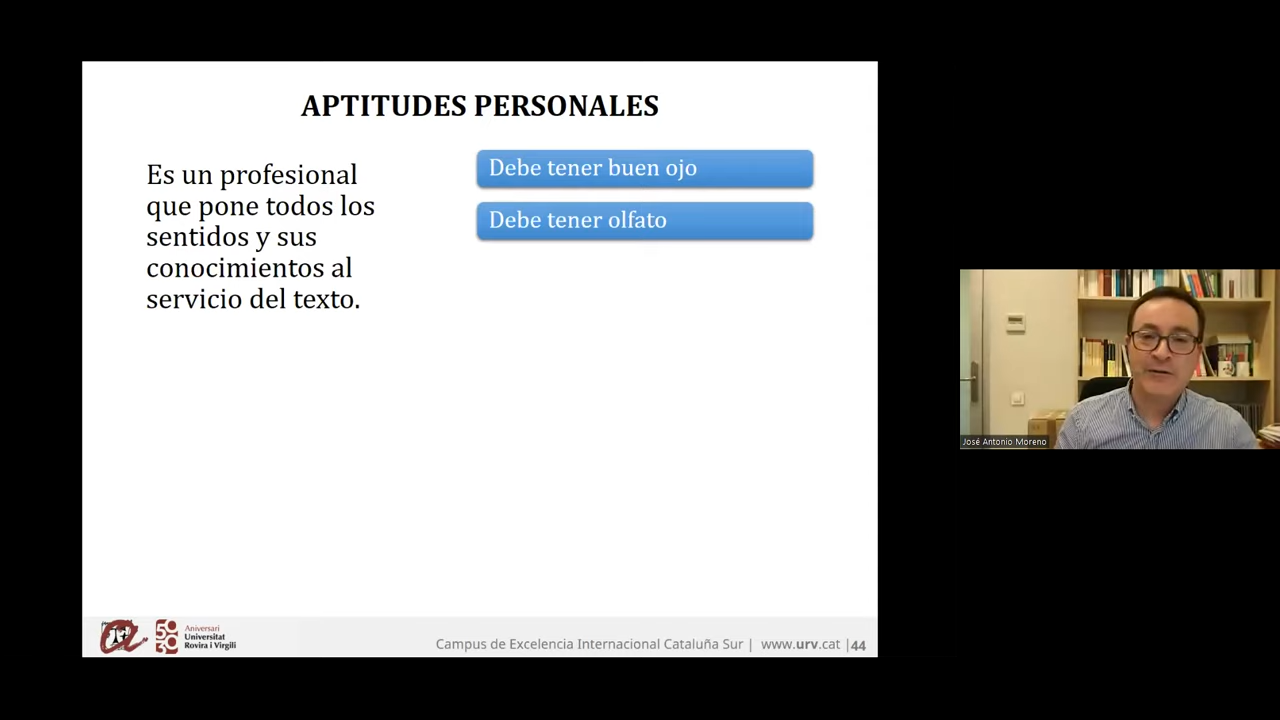 APTITUDES PERSONALES
Es un profesional
que pone todos los
sentidos y sus
conocimientos al
servicio del texto.
Debe tener buen ojo
Debe tener olfato
José Antonio Moreno
50
30
Aniversari
Universitat
Rovira i Virgili
Campus de Excelencia Internacional Cataluña Sur | www.urv.cat |44